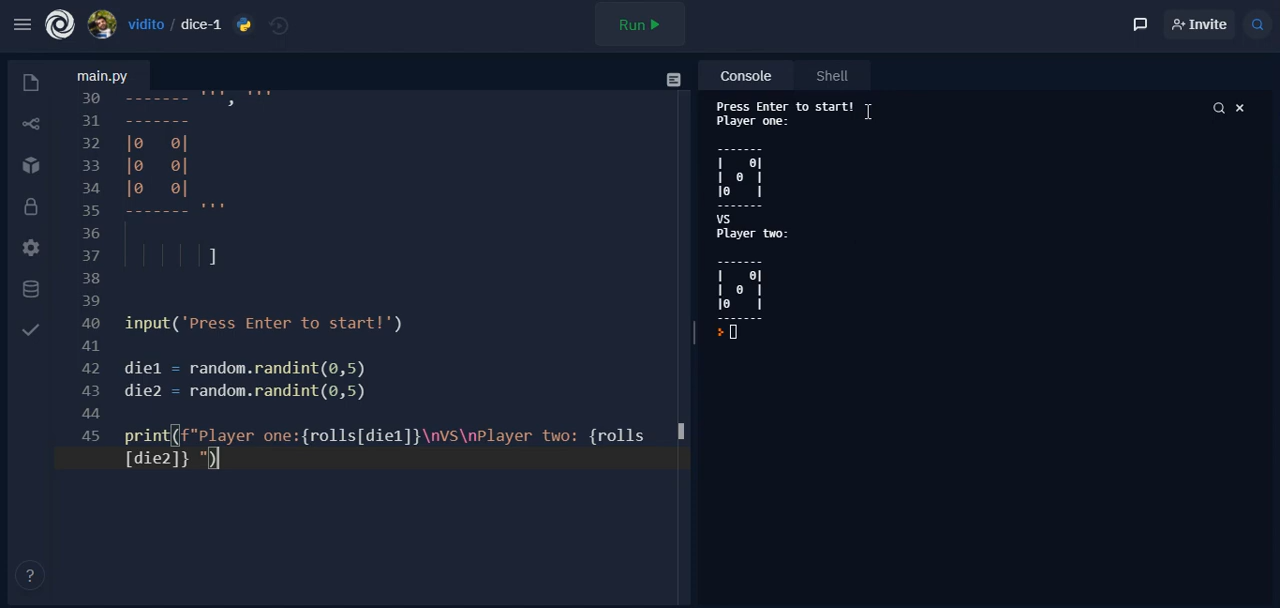 vidito / dice-1
Run
Invite
main.py
Console
Shell
30 ------- ''', '''
31 -------
32 |0   0|
33 |0   0|
34 |0   0|
35 ------- '''
36
37 ]
38
39
40 input('Press Enter to start!')
41
42 die1 = random.randint(0,5)
43 die2 = random.randint(0,5)
44
45 print(f"Player one:{rolls[die1]}\nVS\nPlayer two: {rolls
[die2]} ")
?
Press Enter to start!
Player one:
-------
|    0|
|  0  |
|0    |
-------
VS
Player two:
-------
|    0|
|  0  |
|0    |
-------